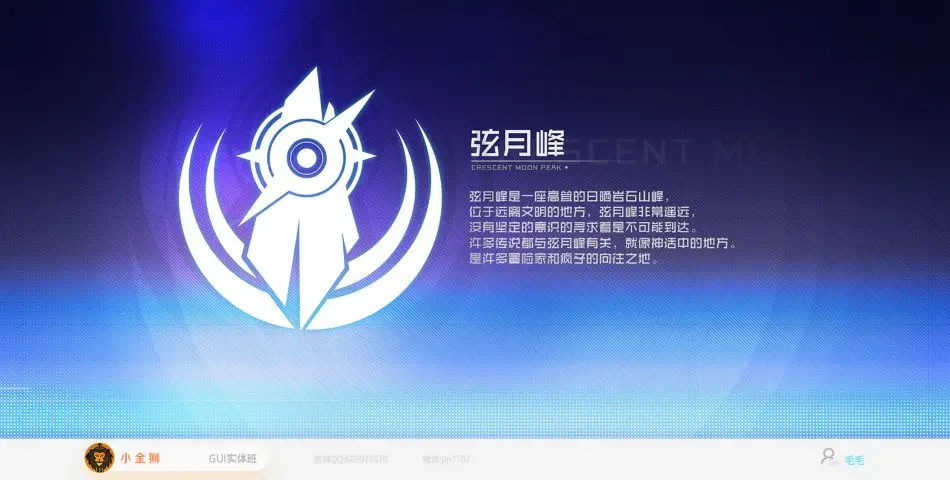 弦月峰
CRESCENT MOON PEAK
弦月峰是一座高耸的日晒岩石山峰，
位于远离文明的地方，弦月峰非常遥远，
没有坚定的意识的寻求着是不可能到达。
许多传说都与弦月峰有关，就像神话中的地方。
是许多冒险家和疯子的向往之地。
小金狮
GUI实体班
毛毛